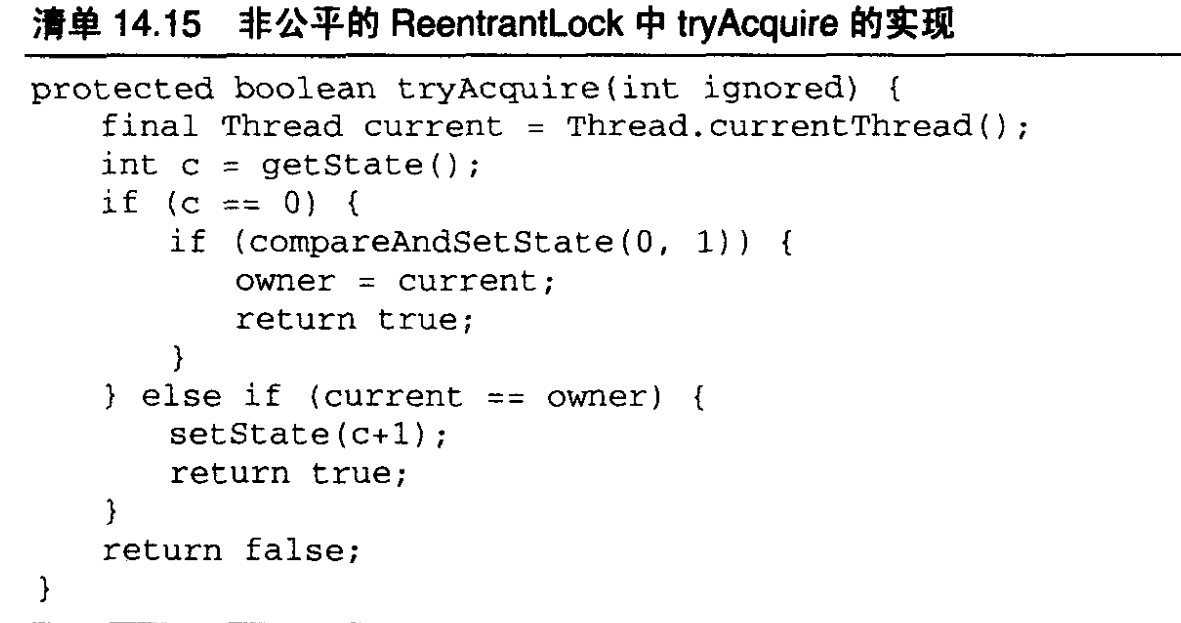 清单 14.15 非公平的 ReentrantLock 中 tryAcquire 的实现
protected boolean tryAcquire(int ignored) {
    final Thread current = Thread.currentThread();
    int c = getState();
    if (c == 0) {
        if (compareAndSetState(0, 1)) {
            owner = current;
            return true;
        }
    } else if (current == owner) {
        setState(c+1);
        return true;
    }
    return false;
}